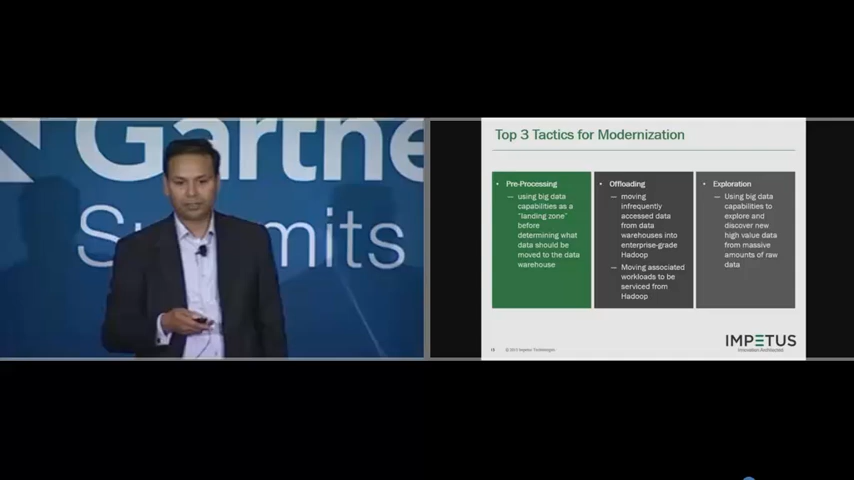 Gartne
Summits
Top 3 Tactics for Modernization
• Pre-Processing
— using big data
capabilities as a
"landing zone"
before
determining what
data should be
moved to the data
warehouse
• Offloading
— moving
infrequently
accessed data
from data
warehouses into
enterprise-grade
Hadoop
— Moving associated
workloads to be
serviced from
Hadoop
• Exploration
— Using big data
capabilities to
explore and
discover new
high value data
from massive
amounts of raw
data
IMPETUS